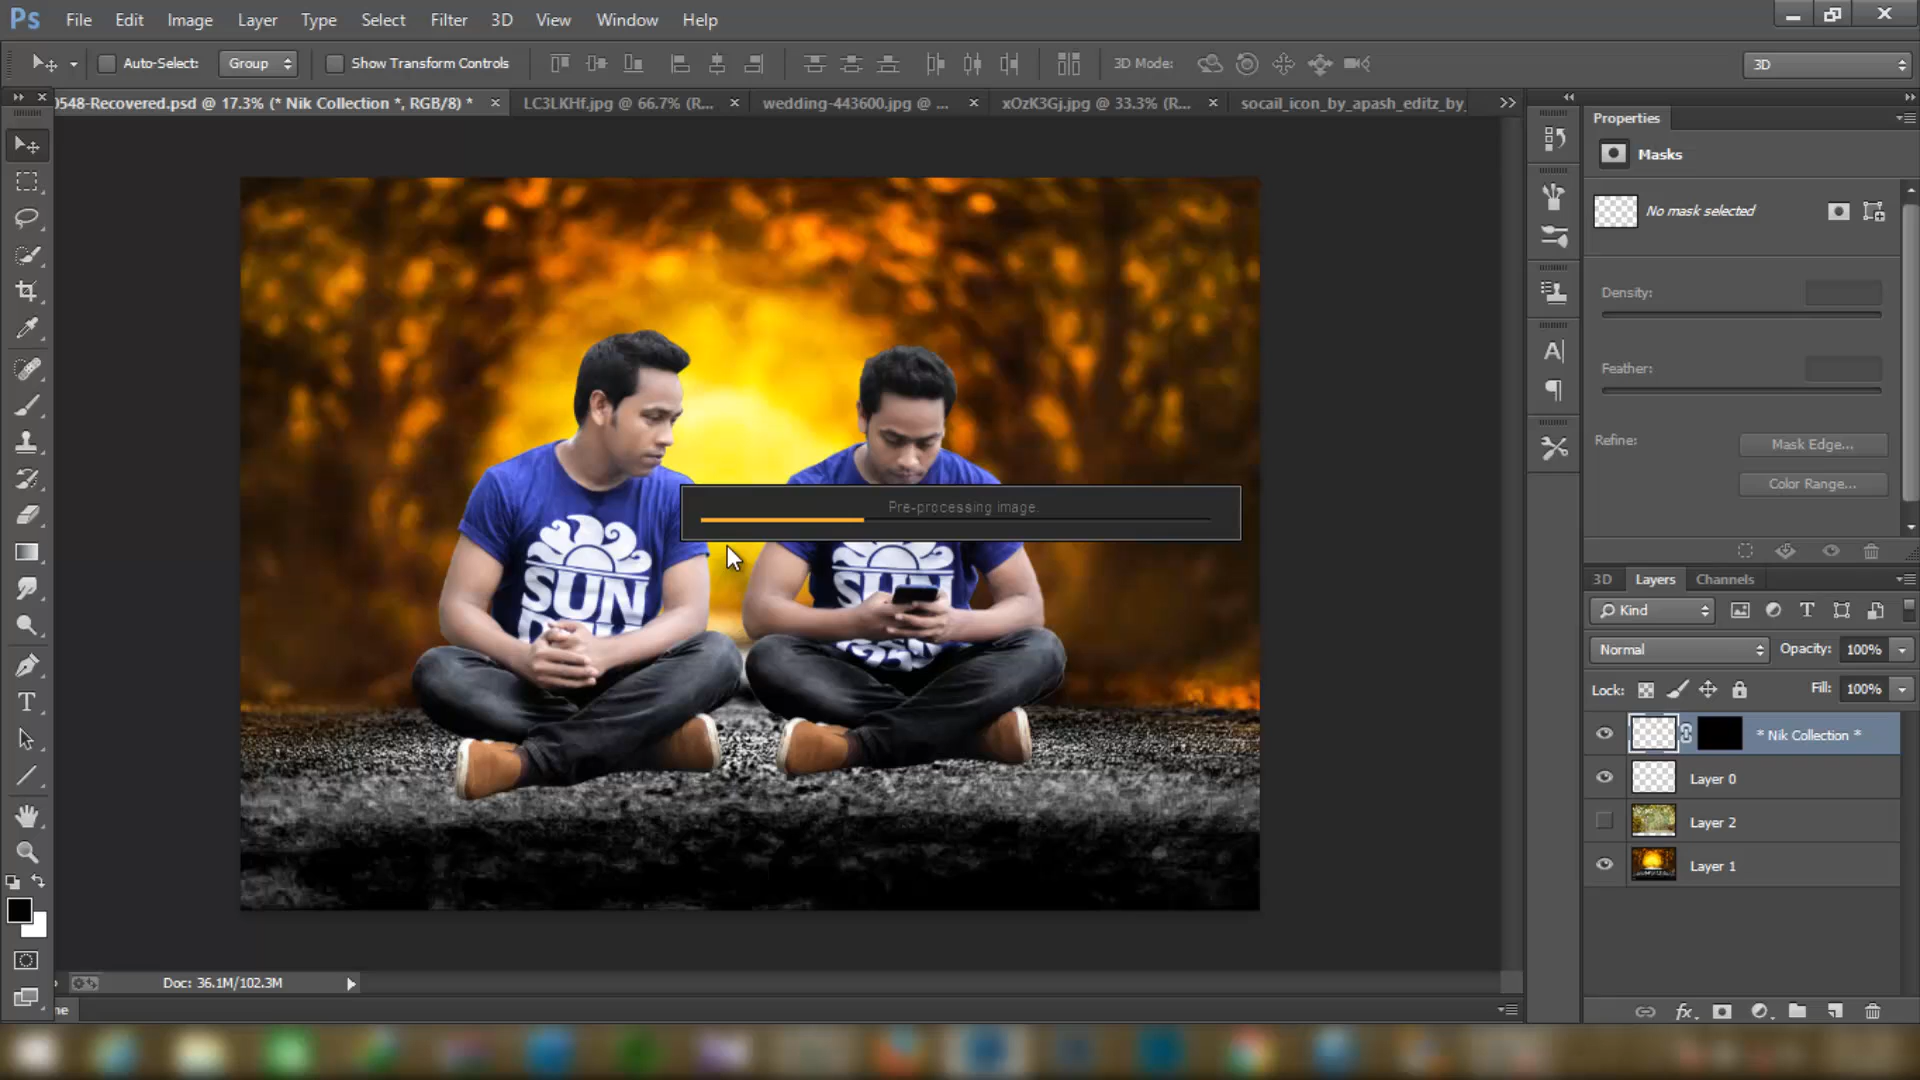 Ps File Edit Image Layer Type Select Filter 3D View Window Help
Auto-Select: Group Show Transform Controls 3D Mode: 3D
0548-Recovered.psd @ 17.3% (* Nik Collection *, RGB/8) * LC3LKHf.jpg @ 66.7% (R... wedding-443600.jpg @ ... xOzK3Gj.jpg @ 33.3% (R... socail_icon_by_apash_editz_by_
Properties
Masks
No mask selected
Density:
Feather:
Refine:
Mask Edge...
Color Range...
Pre-processing image.
SUN
SUN
3D Layers Channels
Kind
Normal Opacity: 100%
Lock: Fill: 100%
* Nik Collection *
Layer 0
Layer 2
Layer 1
Doc: 36.1M/102.3M
ne